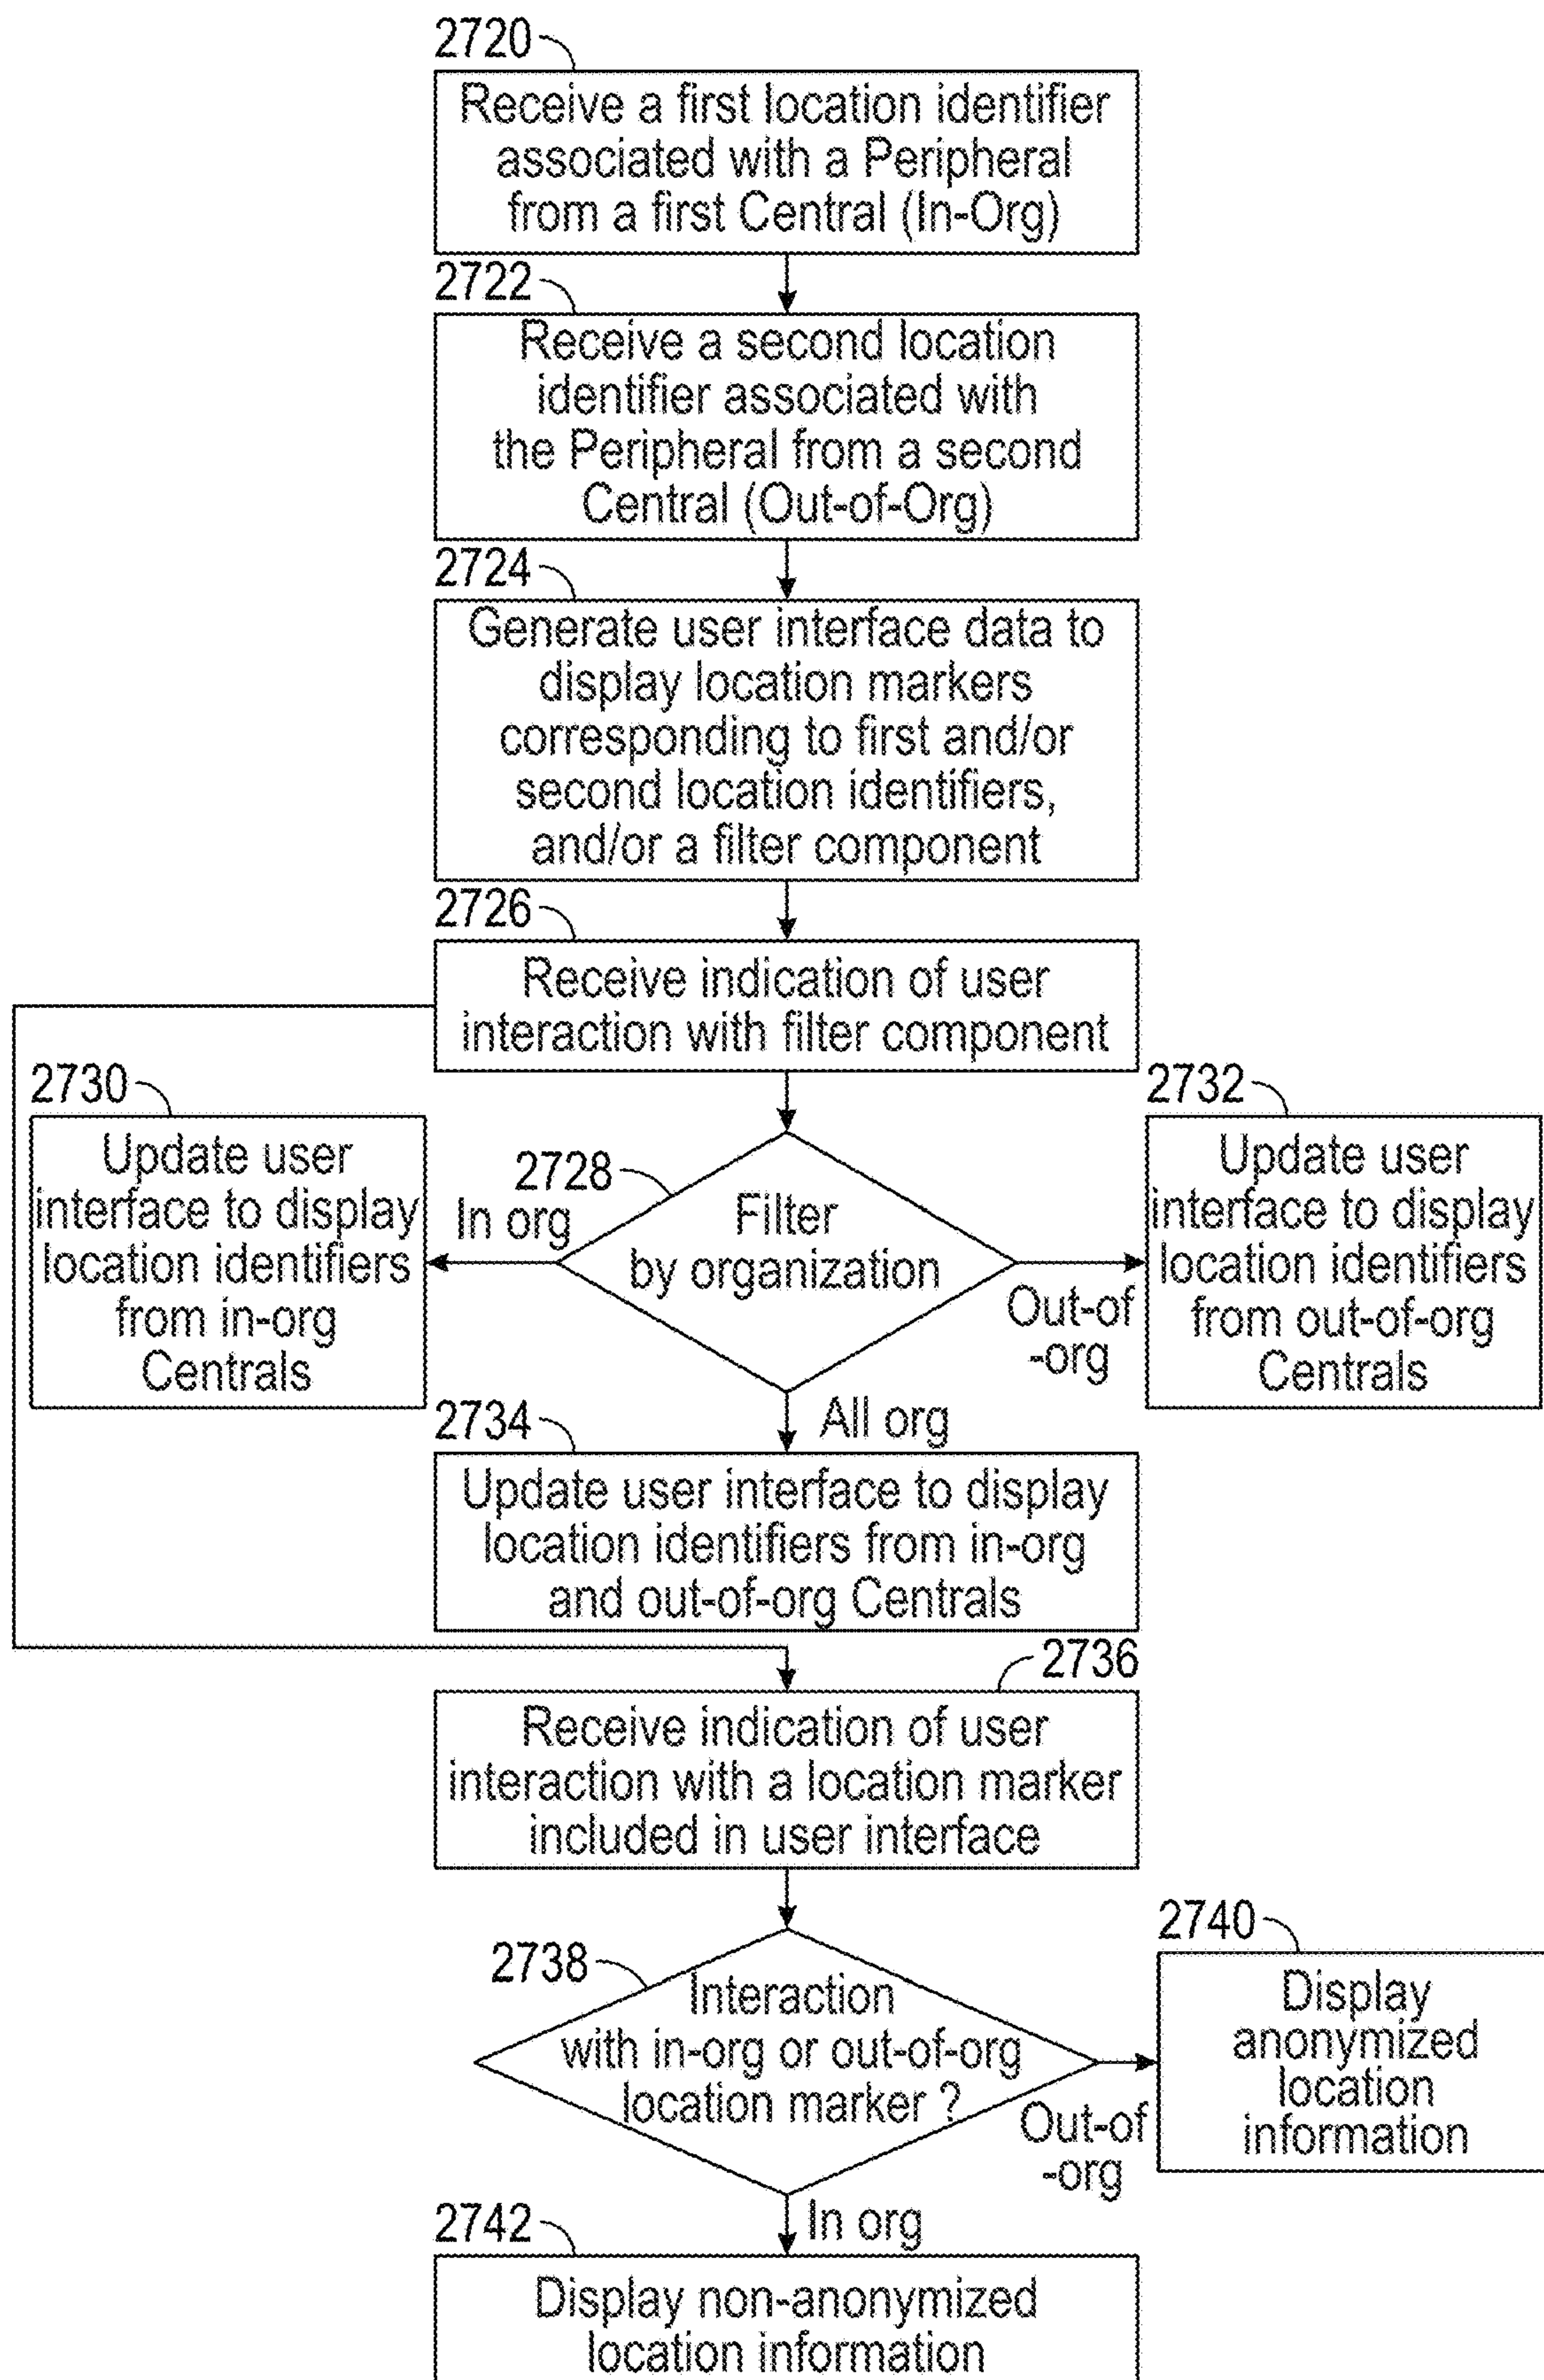 2720
Receive a first location identifier
associated with a Peripheral
from a first Central (In-Org)
2722
Receive a second location
identifier associated with
the Peripheral from a second
Central (Out-of-Org)
2724
Generate user interface data to
display location markers
corresponding to first and/or
second location identifiers,
and/or a filter component
2726
Receive indication of user
interaction with filter component
2730
Update user
interface to display
location identifiers
from in-org
Centrals
In org
2728
Filter
by organization
Out-of
-org
2732
Update user
interface to display
location identifiers
from out-of-org
Centrals
All org
2734
Update user interface to display
location identifiers from in-org
and out-of-org Centrals
2736
Receive indication of user
interaction with a location marker
included in user interface
2738
Interaction
with in-org or out-of-org
location marker ?
Out-of
-org
2740
Display
anonymized
location
information
In org
2742
Display non-anonymized
location information